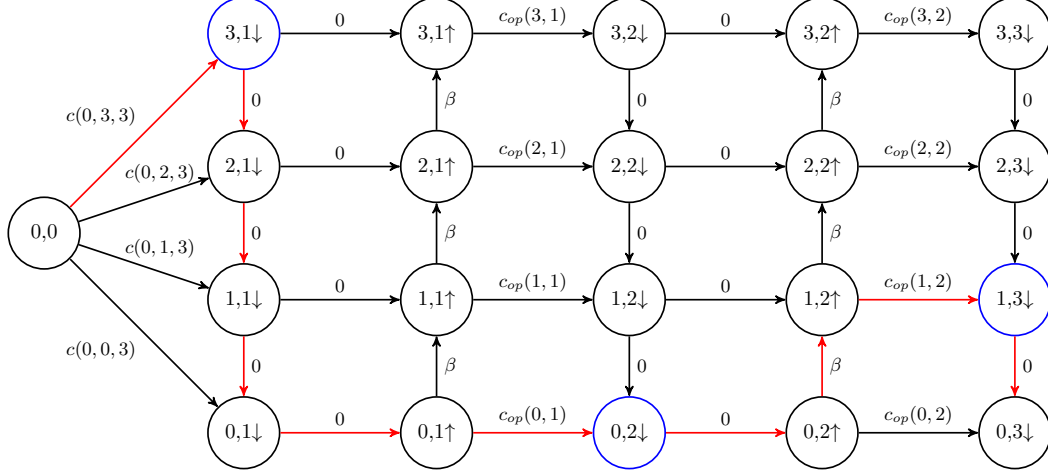 3,1↓ 0 3,1↑ c_op(3, 1) 3,2↓ 0 3,2↑ c_op(3, 2) 3,3↓
c(0, 3, 3) 0 β 0 β 0
2,1↓ 0 2,1↑ c_op(2, 1) 2,2↓ 0 2,2↑ c_op(2, 2) 2,3↓
c(0, 2, 3)
0,0 0 β 0 β 0
c(0, 1, 3)
1,1↓ 0 1,1↑ c_op(1, 1) 1,2↓ 0 1,2↑ c_op(1, 2) 1,3↓
c(0, 0, 3) 0 β 0 β 0
0,1↓ 0 0,1↑ c_op(0, 1) 0,2↓ 0 0,2↑ c_op(0, 2) 0,3↓